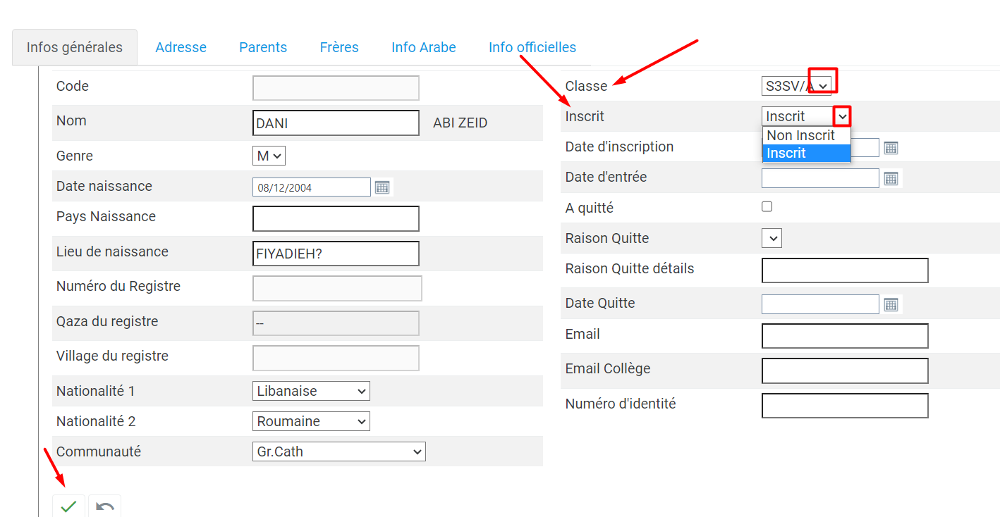 Infos générales Adresse Parents Frères Info Arabe Info officielles
Code
Nom DANI ABI ZEID
Genre M
Date naissance 08/12/2004
Pays Naissance
Lieu de naissance FIYADIEH?
Numéro du Registre
Qaza du registre --
Village du registre
Nationalité 1 Libanaise
Nationalité 2 Roumaine
Communauté Gr.Cath
Classe S3SV/A
Inscrit Inscrit
Non Inscrit
Inscrit
Date d'inscription
Date d'entrée
A quitté
Raison Quitte
Raison Quitte détails
Date Quitte
Email
Email Collège
Numéro d'identité